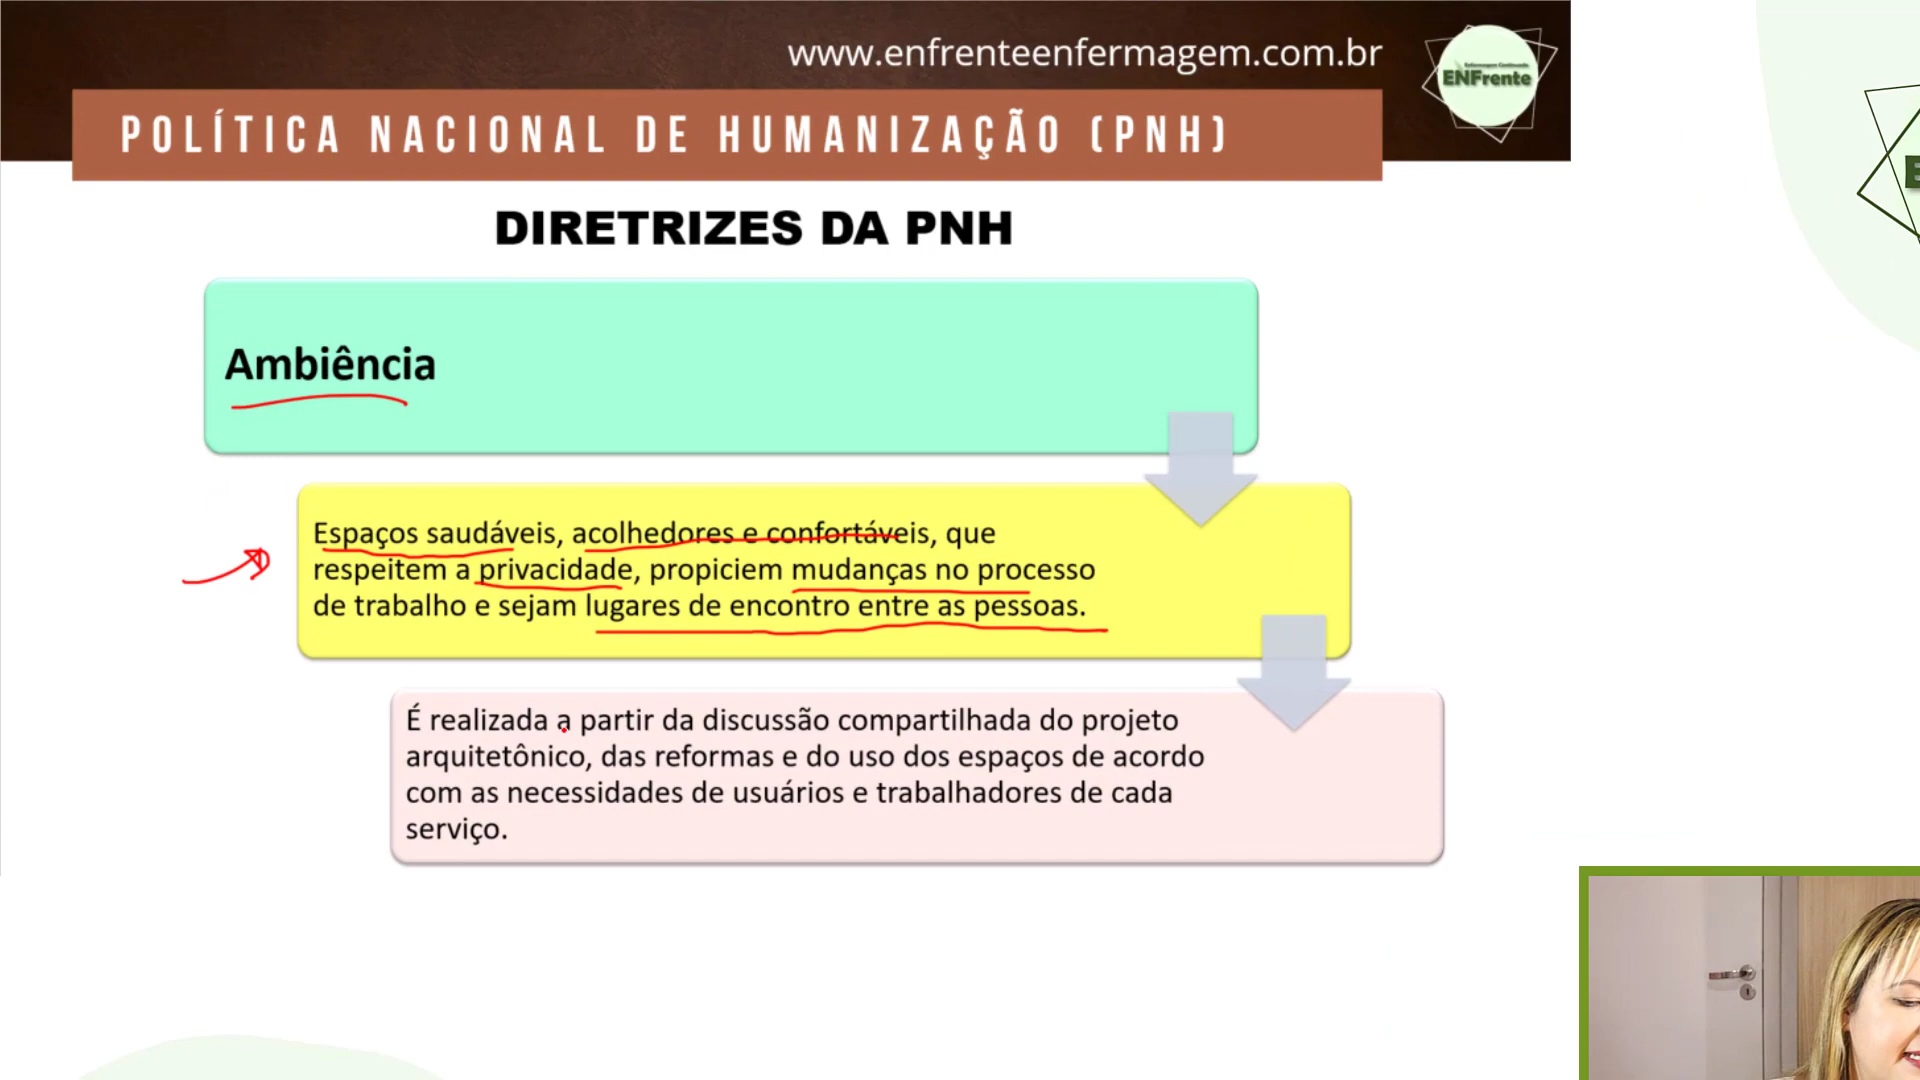 www.enfrenteenfermagem.com.br
Enfermagem Continuada
ENFrente
POLÍTICA NACIONAL DE HUMANIZAÇÃO (PNH)
DIRETRIZES DA PNH
Ambiência
Espaços saudáveis, acolhedores e confortáveis, que
respeitem a privacidade, propiciem mudanças no processo
de trabalho e sejam lugares de encontro entre as pessoas.
É realizada a partir da discussão compartilhada do projeto
arquitetônico, das reformas e do uso dos espaços de acordo
com as necessidades de usuários e trabalhadores de cada
serviço.